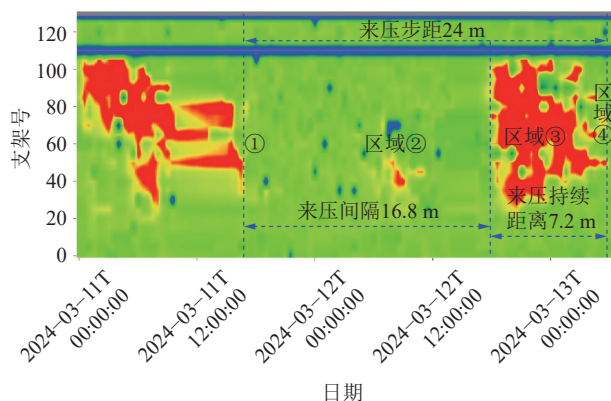 120
100
80
60
40
20
0
支架号
来压步距24 m
①
区域②
区域③
区域
④
来压间隔16.8 m
来压持续
距离7.2 m
2024-03-11T
00:00:00
2024-03-11T
12:00:00
2024-03-12T
00:00:00
2024-03-12T
12:00:00
2024-03-13T
00:00:00
日期